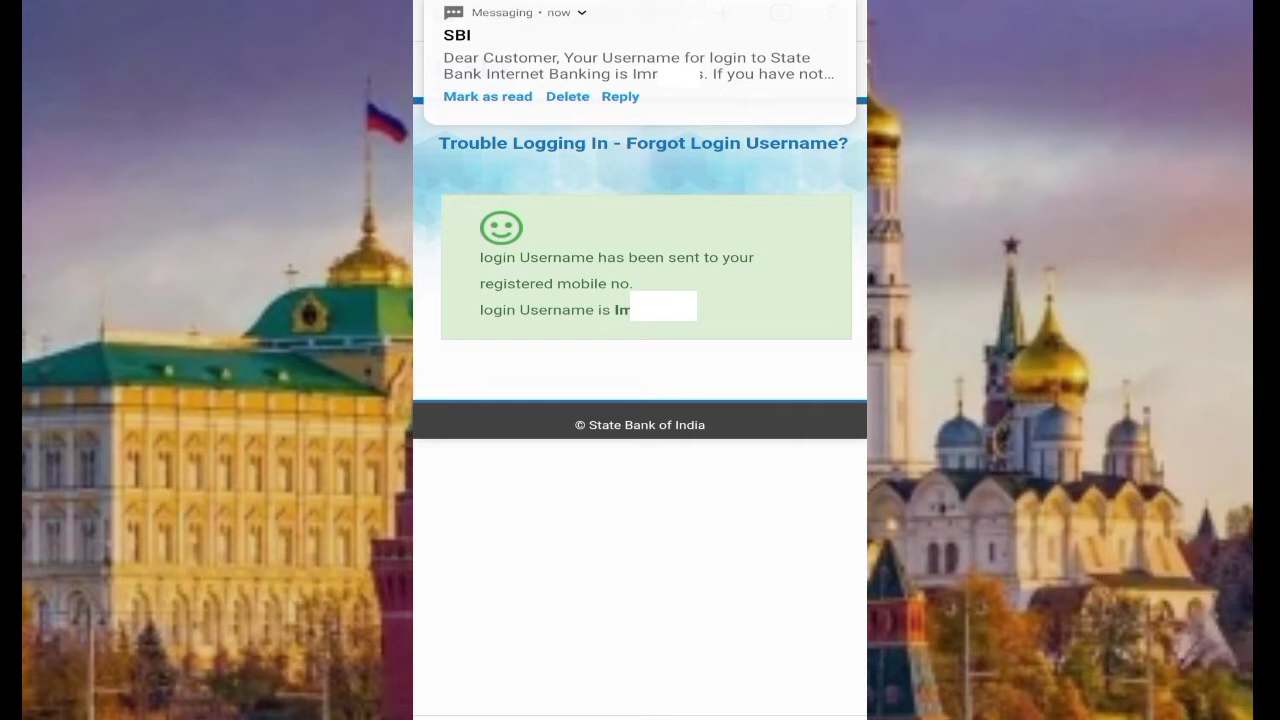 Messaging • now
SBI
Dear Customer, Your Username for login to State
Bank Internet Banking is Imr s. If you have not...
Mark as read Delete Reply
Trouble Logging In - Forgot Login Username?
login Username has been sent to your
registered mobile no.
login Username is Im
© State Bank of India